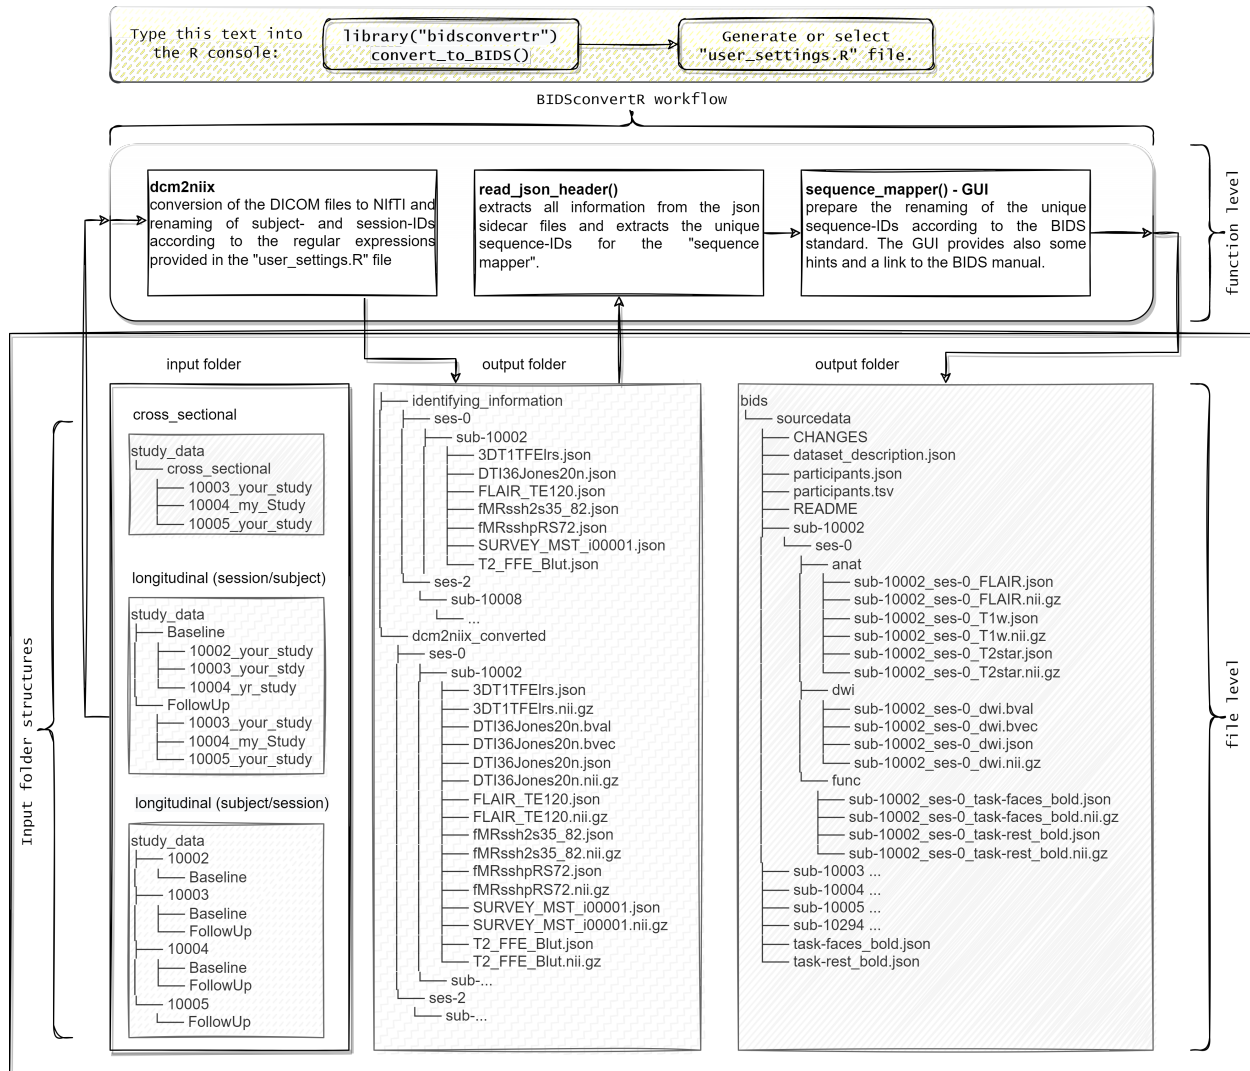 Type this text into
the R console:
library("bidsconvertr")
convert_to_BIDS()
Generate or select
"user_settings.R" file.
BIDSconvertR workflow
dcm2niix
conversion of the DICOM files to NIfTI and
renaming of subject- and session-IDs
according to the regular expressions
provided in the "user_settings.R" file
read_json_header()
extracts all information from the json
sidecar files and extracts the unique
sequence-IDs for the "sequence
mapper".
sequence_mapper() - GUI
prepare the renaming of the unique
sequence-IDs according to the BIDS
standard. The GUI provides also some
hints and a link to the BIDS manual.
function level
input folder
cross_sectional
study_data
cross_sectional
10003_your_study
10004_my_Study
10005_your_study
longitudinal (session/subject)
study_data
Baseline
10002_your_study
10003_your_stdy
10004_yr_study
FollowUp
10003_your_study
10004_my_Study
10005_your_study
longitudinal (subject/session)
study_data
10002
Baseline
10003
Baseline
FollowUp
10004
Baseline
FollowUp
10005
FollowUp
Input folder structures
output folder
identifying_information
ses-0
sub-10002
3DT1TFElrs.json
DTI36Jones20n.json
FLAIR_TE120.json
fMRssh2s35_82.json
fMRsshpRS72.json
SURVEY_MST_i00001.json
T2_FFE_Blut.json
ses-2
sub-10008
...
dcm2niix_converted
ses-0
sub-10002
3DT1TFElrs.json
3DT1TFElrs.nii.gz
DTI36Jones20n.bval
DTI36Jones20n.bvec
DTI36Jones20n.json
DTI36Jones20n.nii.gz
FLAIR_TE120.json
FLAIR_TE120.nii.gz
fMRssh2s35_82.json
fMRssh2s35_82.nii.gz
fMRsshpRS72.json
fMRsshpRS72.nii.gz
SURVEY_MST_i00001.json
SURVEY_MST_i00001.nii.gz
T2_FFE_Blut.json
T2_FFE_Blut.nii.gz
sub-...
ses-2
sub-...
output folder
bids
sourcedata
CHANGES
dataset_description.json
participants.json
participants.tsv
README
sub-10002
ses-0
anat
sub-10002_ses-0_FLAIR.json
sub-10002_ses-0_FLAIR.nii.gz
sub-10002_ses-0_T1w.json
sub-10002_ses-0_T1w.nii.gz
sub-10002_ses-0_T2star.json
sub-10002_ses-0_T2star.nii.gz
dwi
sub-10002_ses-0_dwi.bval
sub-10002_ses-0_dwi.bvec
sub-10002_ses-0_dwi.json
sub-10002_ses-0_dwi.nii.gz
func
sub-10002_ses-0_task-faces_bold.json
sub-10002_ses-0_task-faces_bold.nii.gz
sub-10002_ses-0_task-rest_bold.json
sub-10002_ses-0_task-rest_bold.nii.gz
sub-10003 ...
sub-10004 ...
sub-10005 ...
sub-10294 ...
task-faces_bold.json
task-rest_bold.json
file level